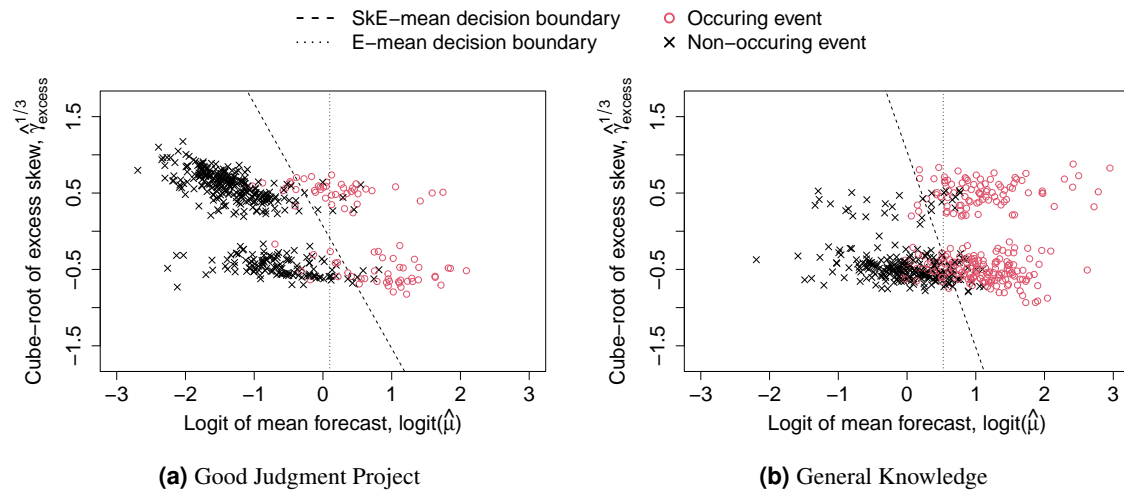 SkE−mean decision boundary
E−mean decision boundary
Occuring event
Non−occuring event
Cube−root of excess skew, γ̂^{1/3}_{excess}
1.5
0.5
−0.5
−1.5
−3 −2 −1 0 1 2 3
Logit of mean forecast, logit(μ̂)
(a) Good Judgment Project
Cube−root of excess skew, γ̂^{1/3}_{excess}
1.5
0.5
−0.5
−1.5
−3 −2 −1 0 1 2 3
Logit of mean forecast, logit(μ̂)
(b) General Knowledge